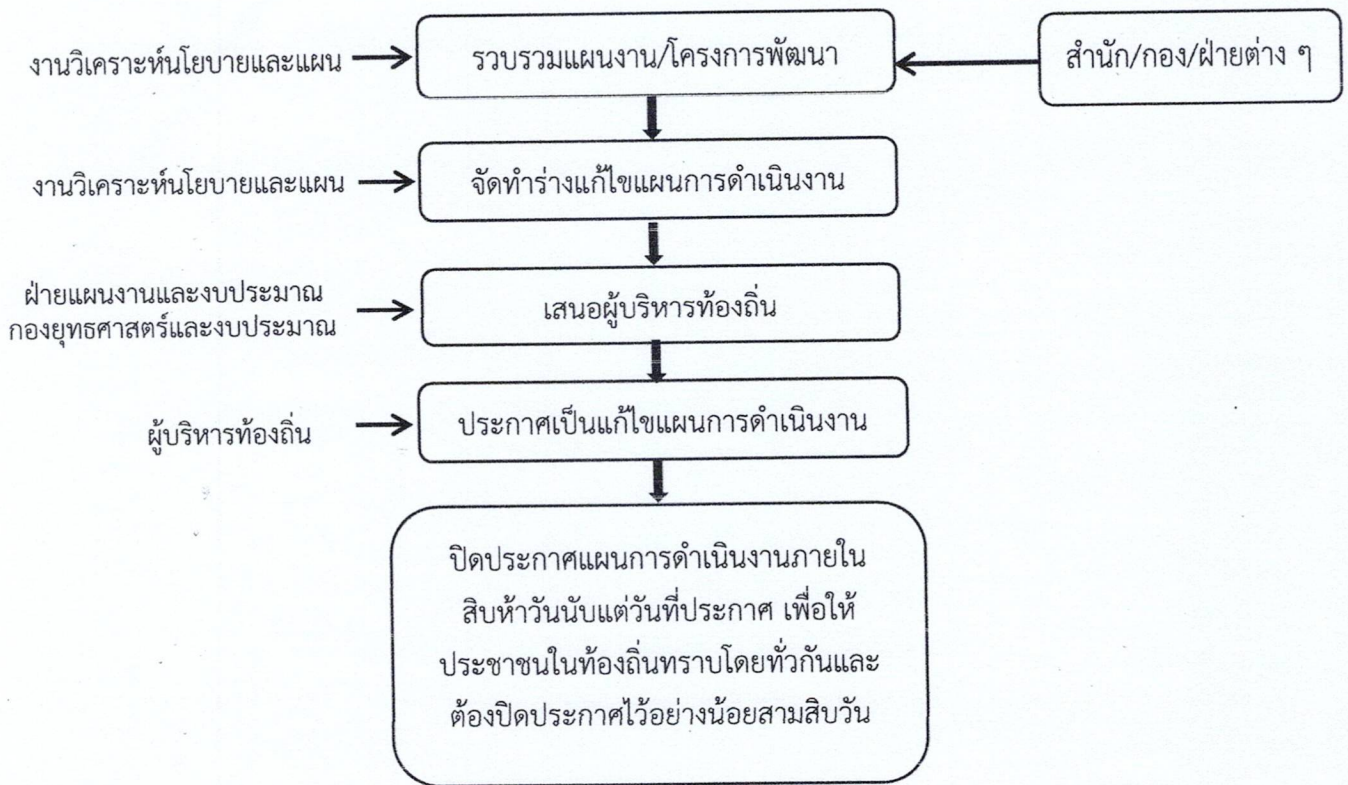 งานวิเคราะห์นโยบายและแผน
รวบรวมแผนงาน/โครงการพัฒนา
สำนัก/กอง/ฝ่ายต่าง ๆ
งานวิเคราะห์นโยบายและแผน
จัดทำร่างแก้ไขแผนการดำเนินงาน
ฝ่ายแผนงานและงบประมาณ
กองยุทธศาสตร์และงบประมาณ
เสนอผู้บริหารท้องถิ่น
ผู้บริหารท้องถิ่น
ประกาศเป็นแก้ไขแผนการดำเนินงาน
ปิดประกาศแผนการดำเนินงานภายใน
สิบห้าวันนับแต่วันที่ประกาศ เพื่อให้
ประชาชนในท้องถิ่นทราบโดยทั่วกันและ
ต้องปิดประกาศไว้อย่างน้อยสามสิบวัน